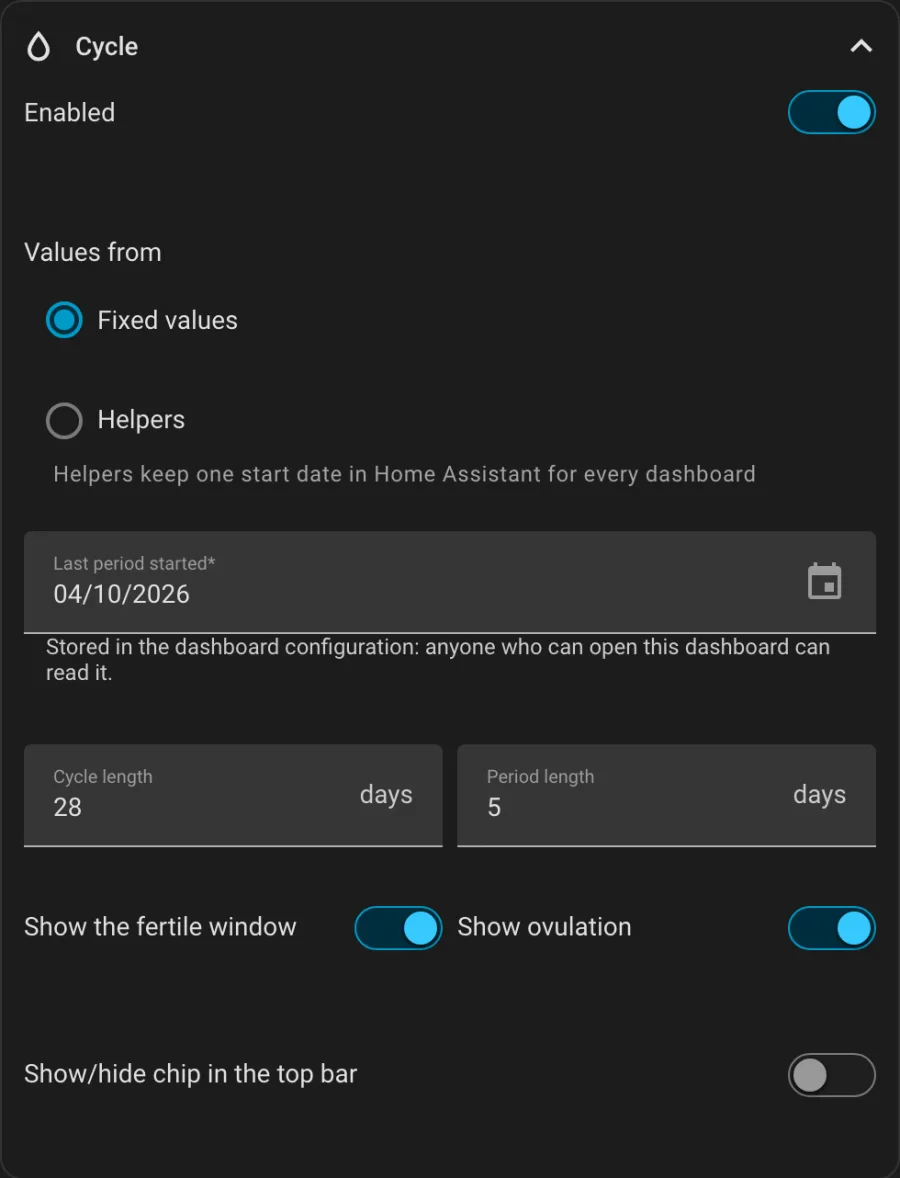 Cycle
Enabled
Values from
Fixed values
Helpers
Helpers keep one start date in Home Assistant for every dashboard
Last period started*
04/10/2026
Stored in the dashboard configuration: anyone who can open this dashboard can
read it.
Cycle length
28
days
Period length
5
days
Show the fertile window
Show ovulation
Show/hide chip in the top bar